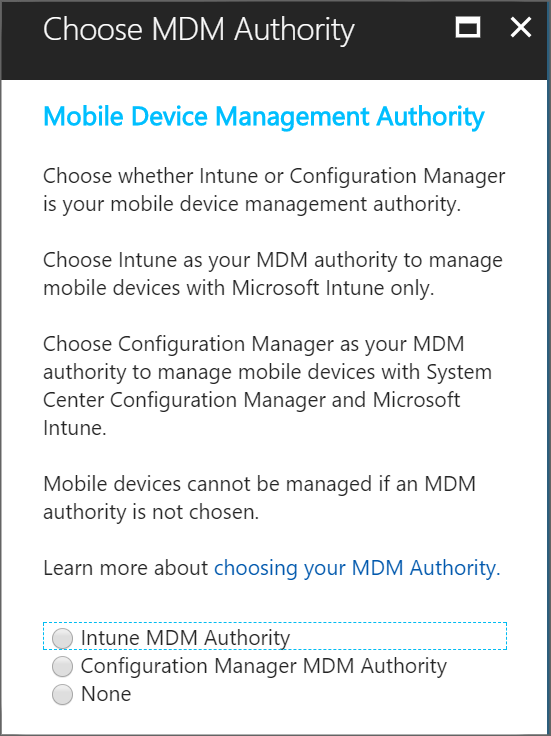 Choose MDM Authority
Mobile Device Management Authority
Choose whether Intune or Configuration Manager
is your mobile device management authority.
Choose Intune as your MDM authority to manage
mobile devices with Microsoft Intune only.
Choose Configuration Manager as your MDM
authority to manage mobile devices with System
Center Configuration Manager and Microsoft
Intune.
Mobile devices cannot be managed if an MDM
authority is not chosen.
Learn more about choosing your MDM Authority.
Intune MDM Authority
Configuration Manager MDM Authority
None